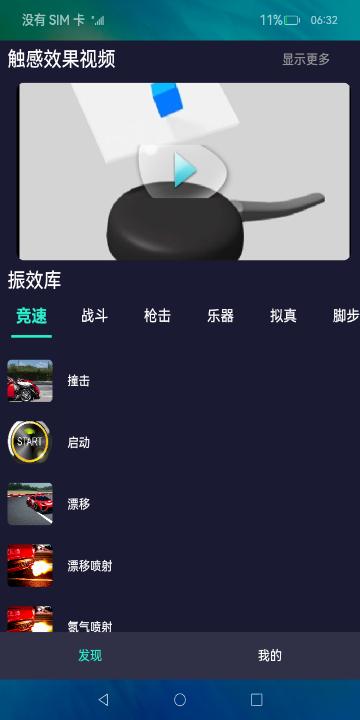 没有 SIM 卡 11% 06:32
触感效果视频 显示更多
振效库
竞速 战斗 枪击 乐器 拟真 脚步
撞击
START 启动
漂移
漂移喷射
氮气喷射
发现 我的